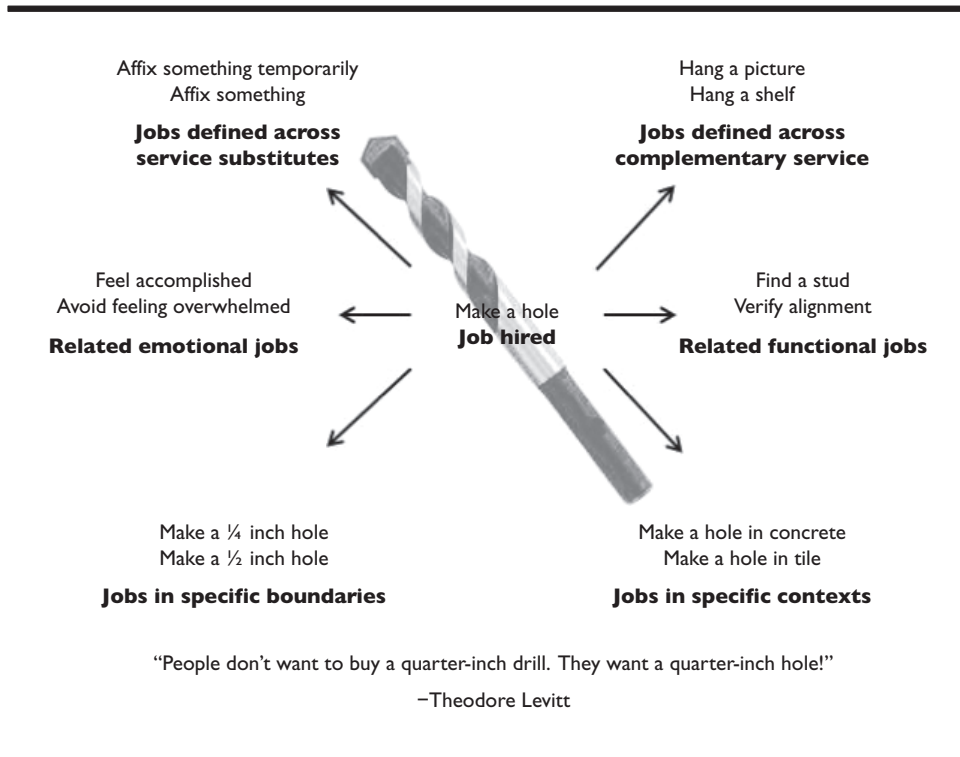 Affix something temporarily
Affix something
Jobs defined across
service substitutes
Hang a picture
Hang a shelf
Jobs defined across
complementary service
Feel accomplished
Avoid feeling overwhelmed
Related emotional jobs
Make a hole
Job hired
Find a stud
Verify alignment
Related functional jobs
Make a ¼ inch hole
Make a ½ inch hole
Jobs in specific boundaries
Make a hole in concrete
Make a hole in tile
Jobs in specific contexts
“People don’t want to buy a quarter-inch drill. They want a quarter-inch hole!”
–Theodore Levitt